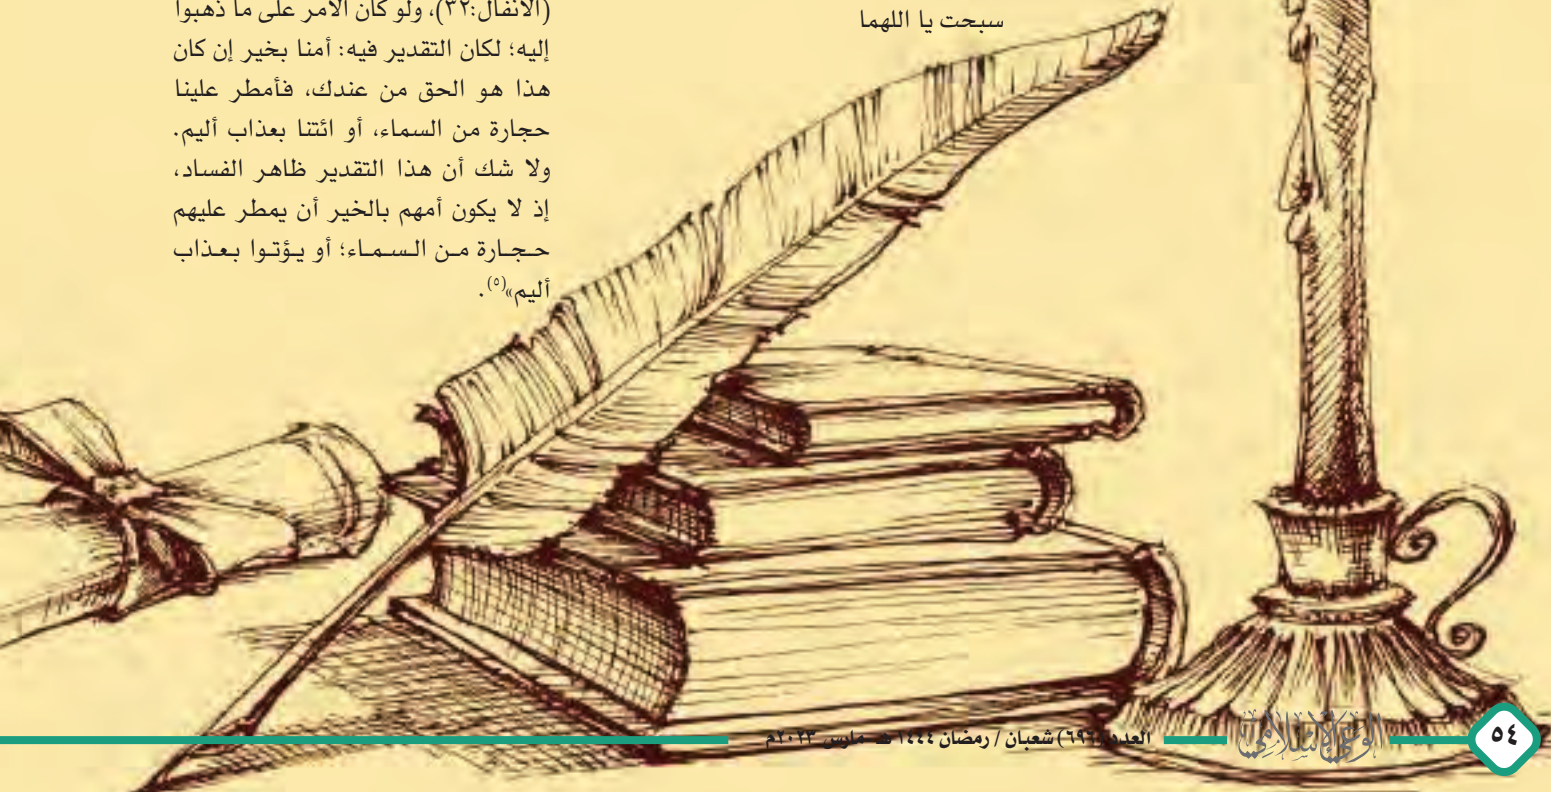 سبحت يا اللهما
(الأنفال:٣٢)، ولو كان الأمر على ما ذهبوا
إليه؛ لكان التقدير فيه: أمنا بخير إن كان
هذا هو الحق من عندك، فأمطر علينا
حجارة من السماء، أو ائتنا بعذاب أليم.
ولا شك أن هذا التقدير ظاهر الفساد،
إذ لا يكون أمهم بالخير أن يمطر عليهم
حجارة من السماء؛ أو يؤتوا بعذاب
أليم»(٥).
العدد (٦٩٦) شعبان / رمضان ١٤٤٤ هـ مارس ٢٠٢٣م
الوعي الإسلامي
٥٤